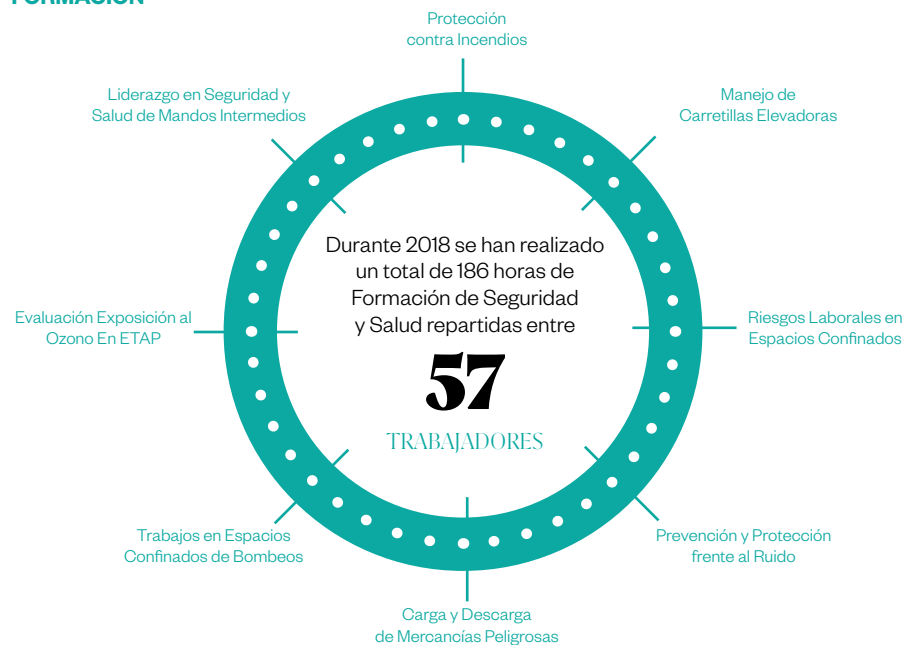 FORMACIÓN
Protección
contra Incendios
Liderazgo en Seguridad y
Salud de Mandos Intermedios
Manejo de
Carretillas Elevadoras
Durante 2018 se han realizado
un total de 186 horas de
Formación de Seguridad
y Salud repartidas entre
57
TRABAJADORES
Evaluación Exposición al
Ozono En ETAP
Riesgos Laborales en
Espacios Confinados
Trabajos en Espacios
Confinados de Bombeos
Prevención y Protección
frente al Ruido
Carga y Descarga
de Mercancías Peligrosas